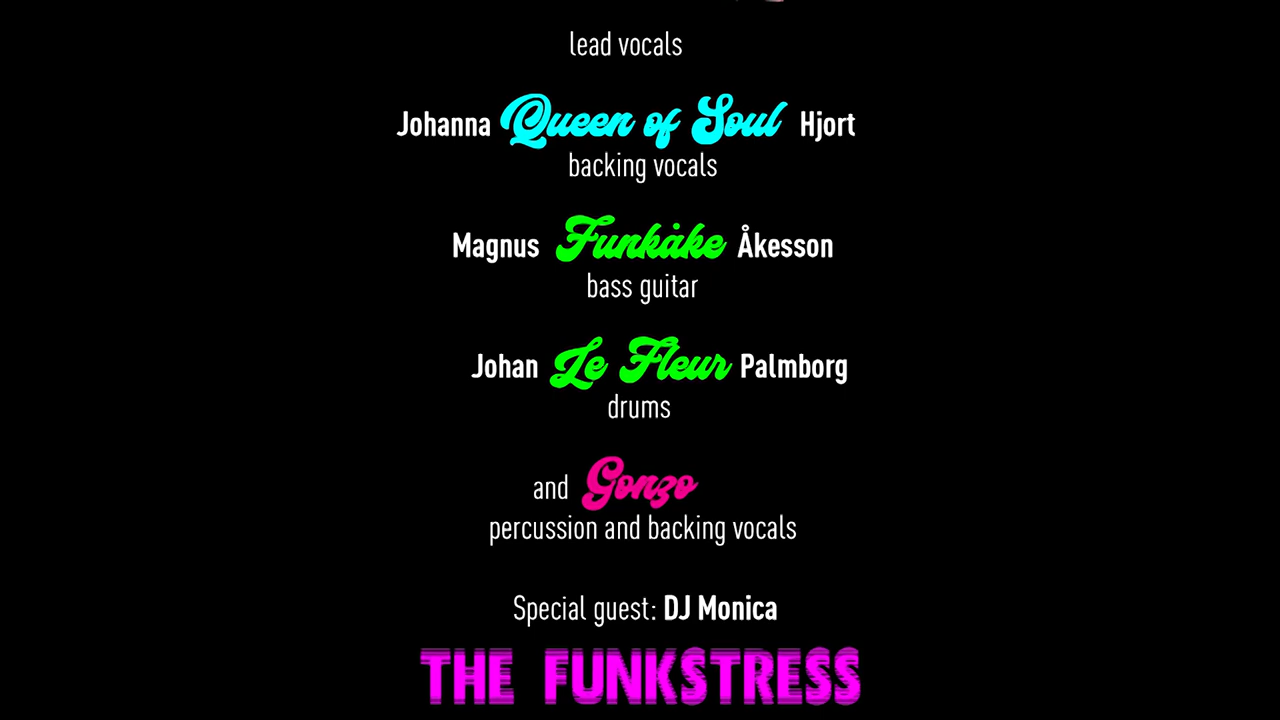 lead vocals
Johanna Queen of Soul Hjort
backing vocals
Magnus Funkåke Åkesson
bass guitar
Johan Le Fleur Palmborg
drums
and Gonzo
percussion and backing vocals
Special guest: DJ Monica
THE FUNKSTRESS